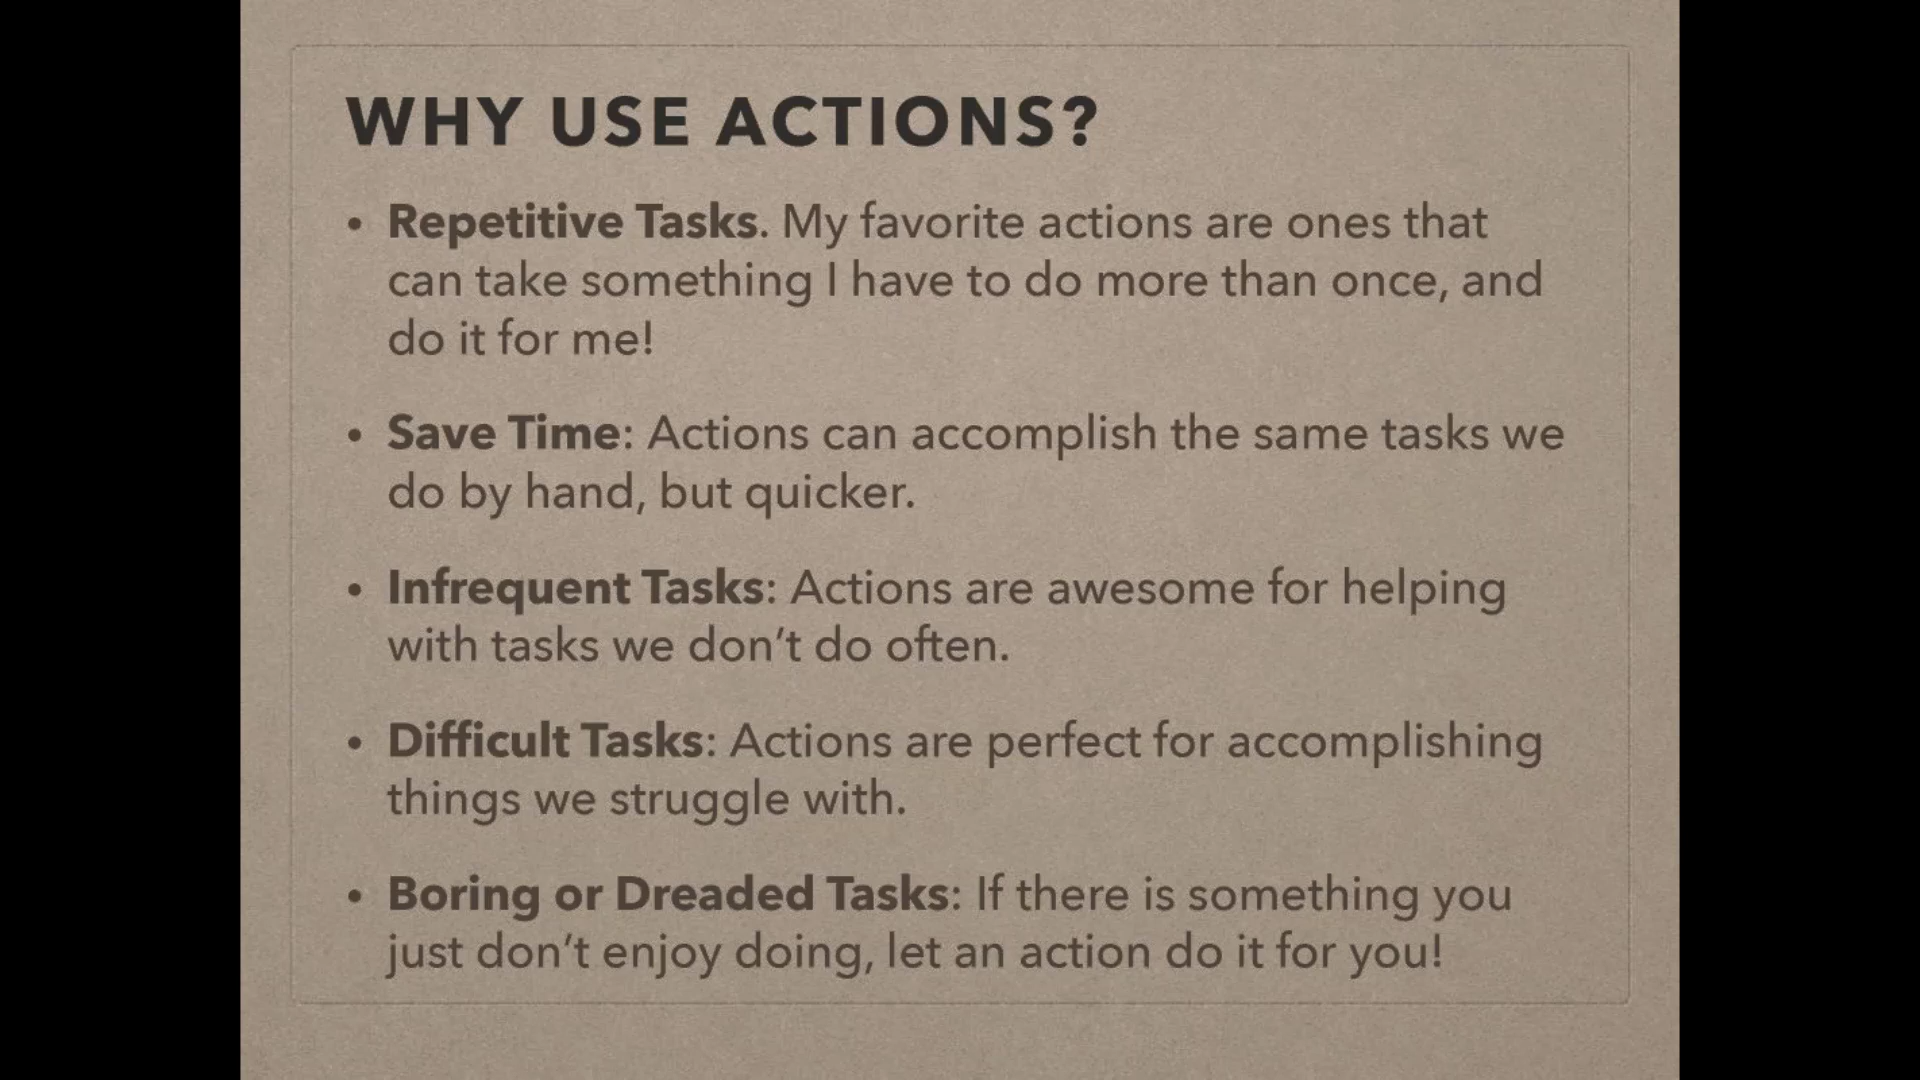 WHY USE ACTIONS?
• Repetitive Tasks. My favorite actions are ones that
can take something I have to do more than once, and
do it for me!
• Save Time: Actions can accomplish the same tasks we
do by hand, but quicker.
• Infrequent Tasks: Actions are awesome for helping
with tasks we don’t do often.
• Difficult Tasks: Actions are perfect for accomplishing
things we struggle with.
• Boring or Dreaded Tasks: If there is something you
just don’t enjoy doing, let an action do it for you!